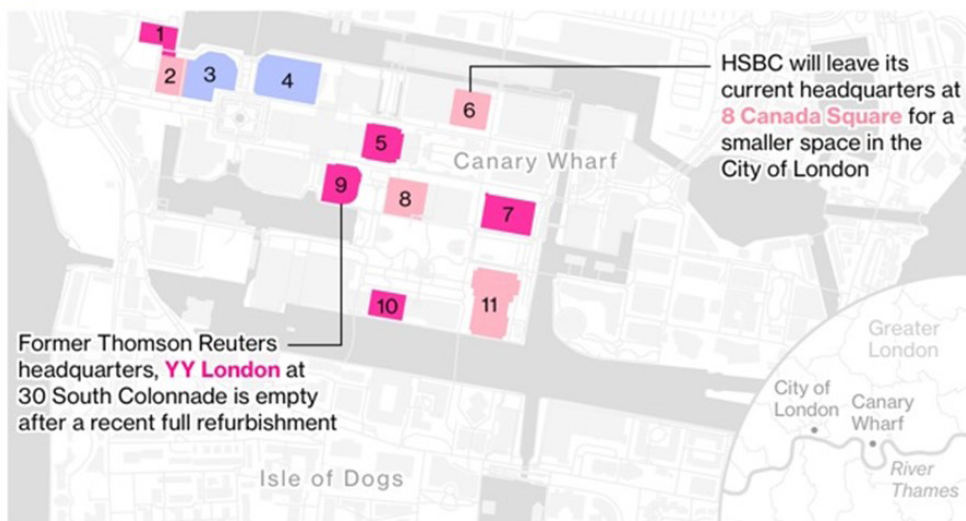 1
2
3
4
HSBC will leave its
current headquarters at
8 Canada Square for a
smaller space in the
City of London
6
5
Canary Wharf
9
8
7
10
11
Former Thomson Reuters
headquarters, YY London at
30 South Colonnade is empty
after a recent full refurbishment
Isle of Dogs
Greater
London
City of
London
Canary
Wharf
River
Thames